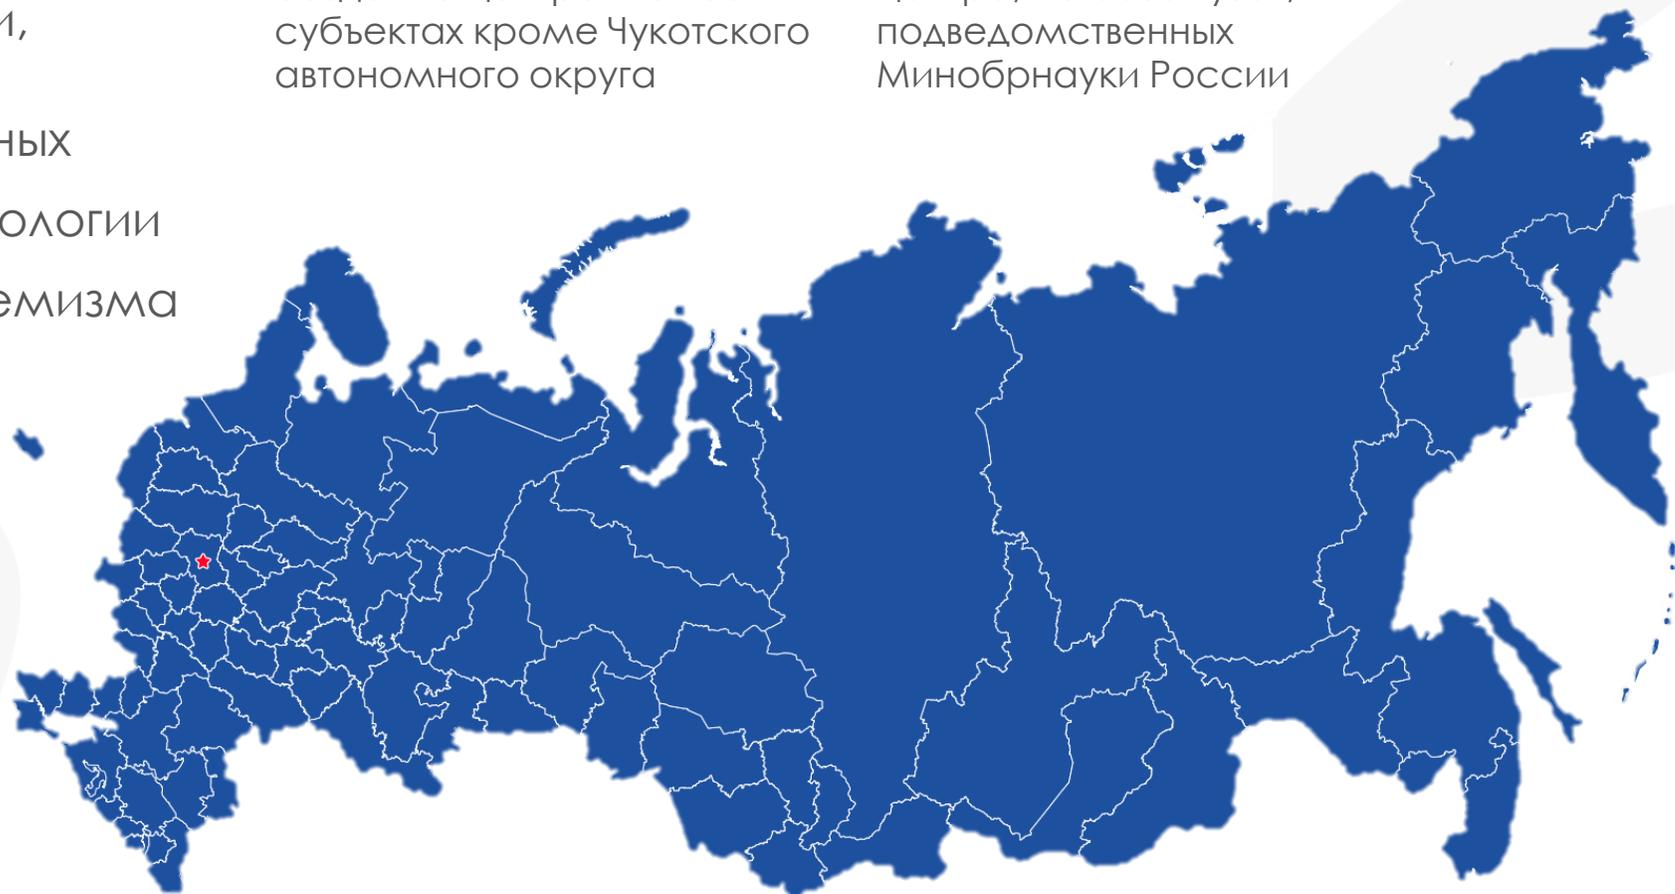 и,
ных
ологии
емизма
субъектах кроме Чукотского
автономного округа
подведомственных
Минобрнауки России